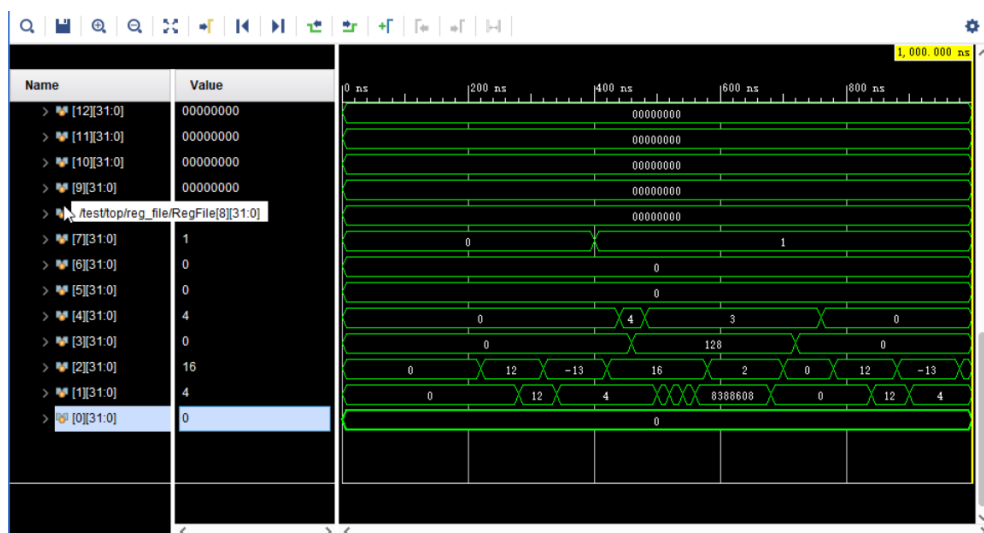 1,000.000 ns
Name Value 0 ns 200 ns 400 ns 600 ns 800 ns
[12][31:0] 00000000 00000000
[11][31:0] 00000000 00000000
[10][31:0] 00000000 00000000
[9][31:0] 00000000 00000000
/test/top/reg_file/RegFile[8][31:0] 00000000
[7][31:0] 1 0 1
[6][31:0] 0 0
[5][31:0] 0 0
[4][31:0] 4 0 4 3 0
[3][31:0] 0 0 128 0
[2][31:0] 16 0 12 -13 16 2 0 12 -13
[1][31:0] 4 0 12 4 8388608 0 12 4
[0][31:0] 0 0